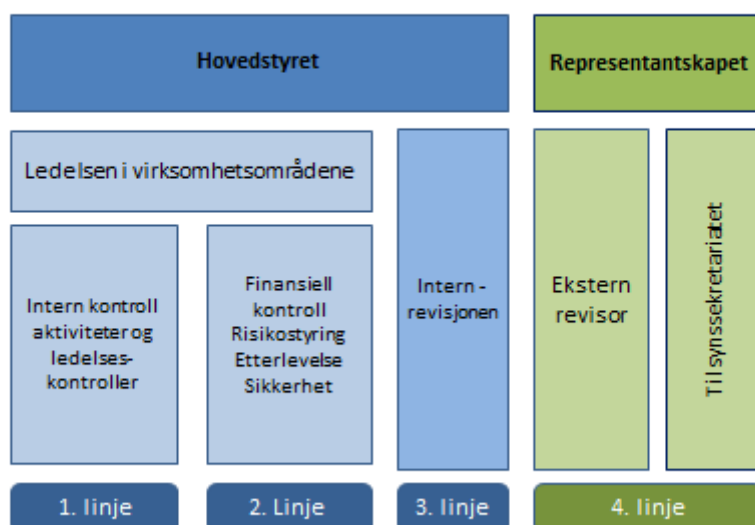 Hovedstyret
Representantskapet
Ledelsen i virksomhetsområdene
Intern kontroll
aktiviteter og
ledelses-
kontroller
Finansiell
kontroll
Risikostyring
Etterlevelse
Sikkerhet
Intern -
revisjonen
Ekstern
revisor
Tilsynssekretariatet
1. linje
2. Linje
3. linje
4. linje